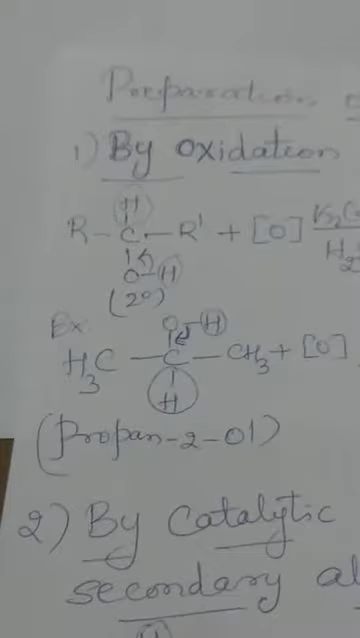 Preparation
1) By oxidation
H
R - C - R' + [O] K2C
O - H H2
(2°)
Ex.
O - H
H3C - C - CH3 + [O]
H
(Propan-2-Ol)
2) By Catalytic
secondary al